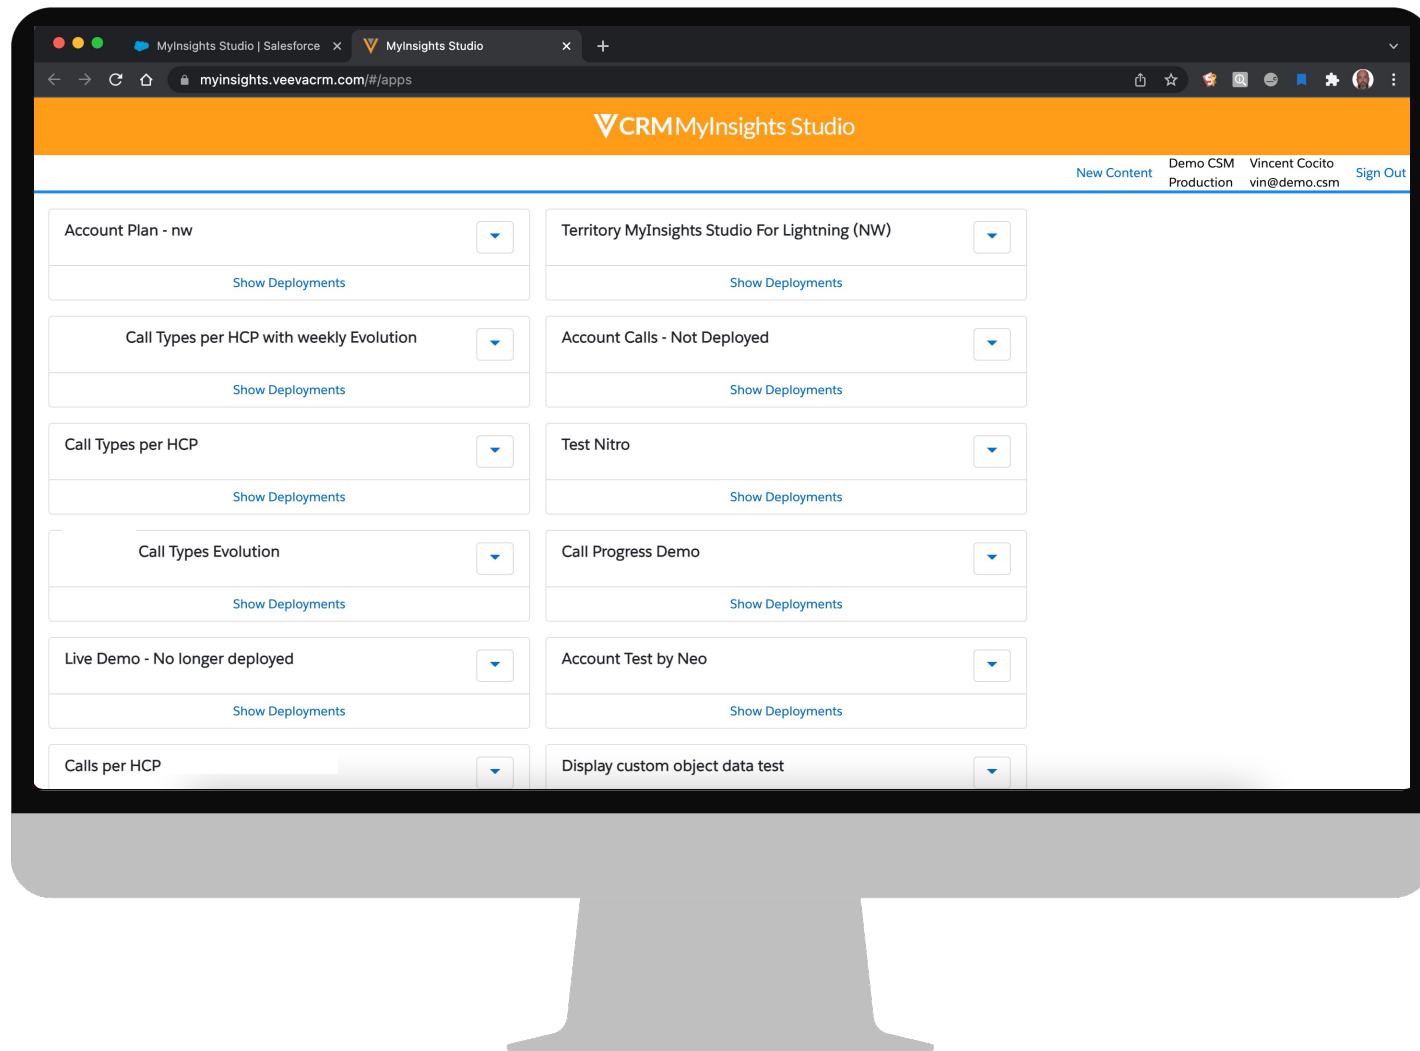 MyInsights Studio | Salesforce
MyInsights Studio
myinsights.veevacrm.com/#/apps
CRM MyInsights Studio
New Content
Demo CSM
Production
Vincent Cocito
vin@demo.csm
Sign Out
Account Plan - nw
Show Deployments
Territory MyInsights Studio For Lightning (NW)
Show Deployments
Call Types per HCP with weekly Evolution
Show Deployments
Account Calls - Not Deployed
Show Deployments
Call Types per HCP
Show Deployments
Test Nitro
Show Deployments
Call Types Evolution
Show Deployments
Call Progress Demo
Show Deployments
Live Demo - No longer deployed
Show Deployments
Account Test by Neo
Show Deployments
Calls per HCP
Display custom object data test